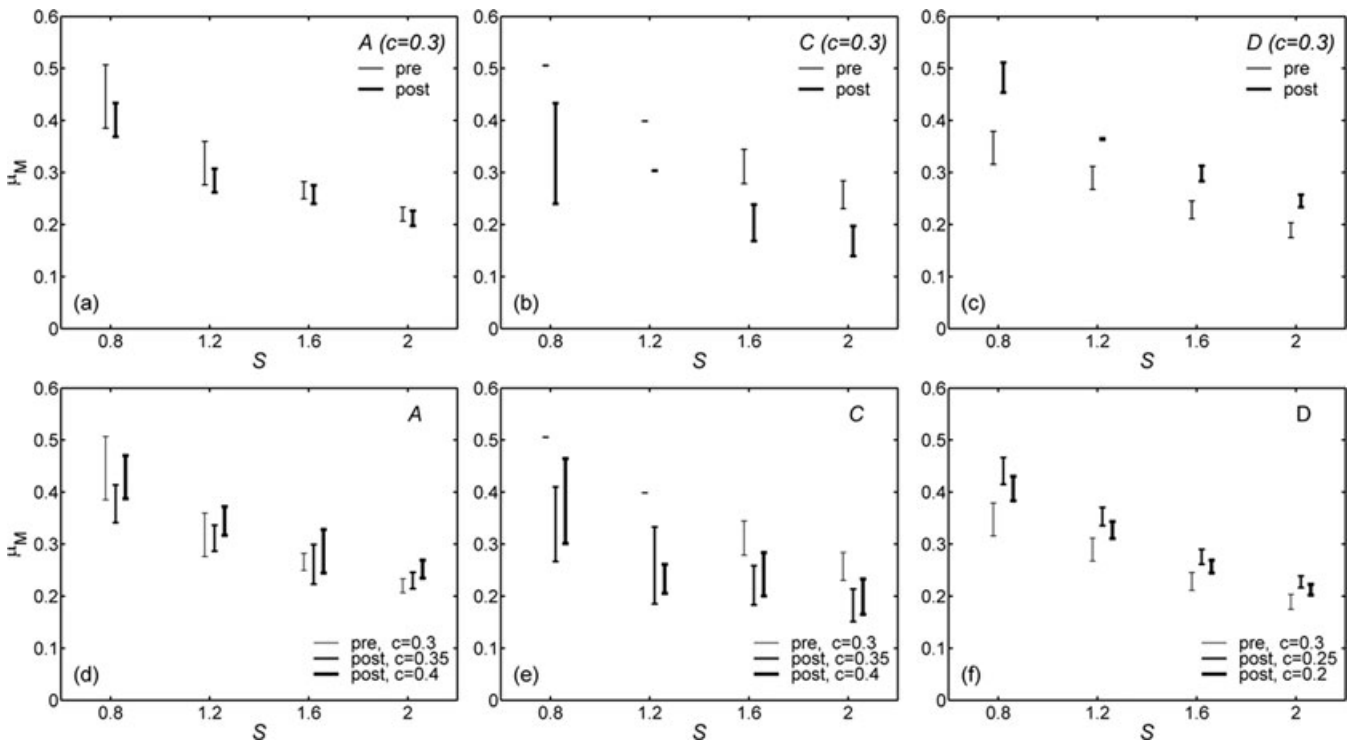 0.6
0.5
0.4
0.3
0.2
0.1
0
μM
A (c=0.3)
pre
post
(a)
0.8 1.2 1.6 2
S
0.6
0.5
0.4
0.3
0.2
0.1
0
C (c=0.3)
pre
post
(b)
0.8 1.2 1.6 2
S
0.6
0.5
0.4
0.3
0.2
0.1
0
D (c=0.3)
pre
post
(c)
0.8 1.2 1.6 2
S
0.6
0.5
0.4
0.3
0.2
0.1
0
μM
A
pre, c=0.3
post, c=0.35
post, c=0.4
(d)
0.8 1.2 1.6 2
S
0.6
0.5
0.4
0.3
0.2
0.1
0
C
pre, c=0.3
post, c=0.35
post, c=0.4
(e)
0.8 1.2 1.6 2
S
0.6
0.5
0.4
0.3
0.2
0.1
0
D
pre, c=0.3
post, c=0.25
post, c=0.2
(f)
0.8 1.2 1.6 2
S